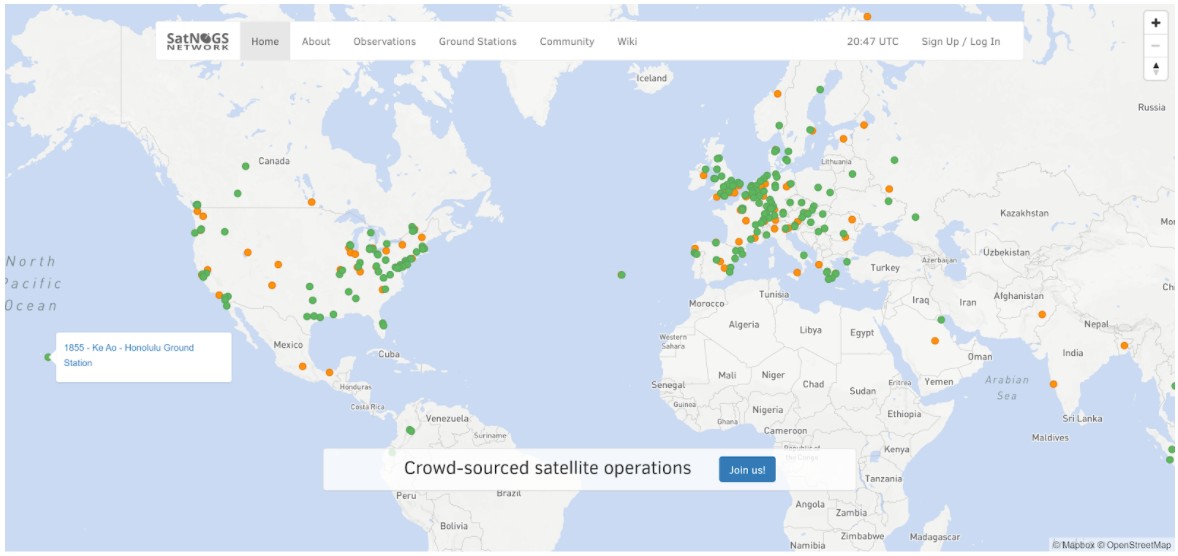 SatNOGS
NETWORK
Home
About
Observations
Ground Stations
Community
Wiki
20:47 UTC
Sign Up / Log In
Iceland
Russia
Canada
Lithuania
Kazakhstan
North
Pacific
Ocean
Uzbekistan
Azerbaijan
Turkey
1855 - Ke Ao - Honolulu Ground
Station
Mexico
Cuba
Honduras
Costa Rica
Morocco
Tunisia
Iraq
Iran
Afghanistan
Algeria
Libya
Egypt
Nepal
Western
Sahara
India
Oman
Mali
Niger
Chad
Sudan
Eritrea
Yemen
Arabian
Sea
Senegal
Guinea
Ghana
Nigeria
Ethiopia
Sri Lanka
Maldives
Venezuela
Suriname
Cameroon
Kenya
Crowd-sourced satellite operations
Join us!
Tanzania
Peru
Brazil
Angola
Zambia
Bolivia
Namibia
Zimbabwe
Madagascar
© Mapbox © OpenStreetMap